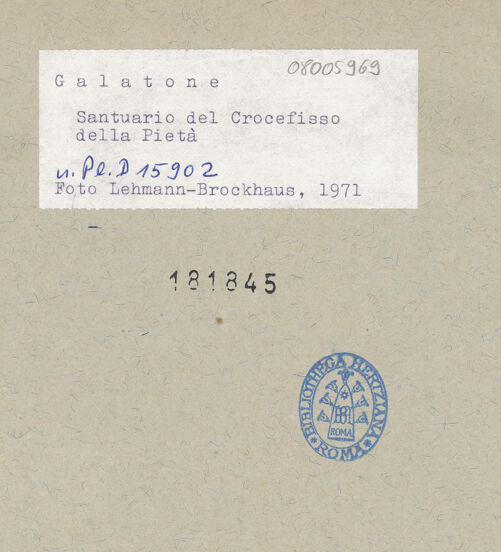 08005969
Galatone
Santuario del Crocefisso
della Pietà
n. Pl. D 15902
Foto Lehmann-Brockhaus, 1971
181845
BIBLIOTHECA HERTZIANA
ROMA
ROMA